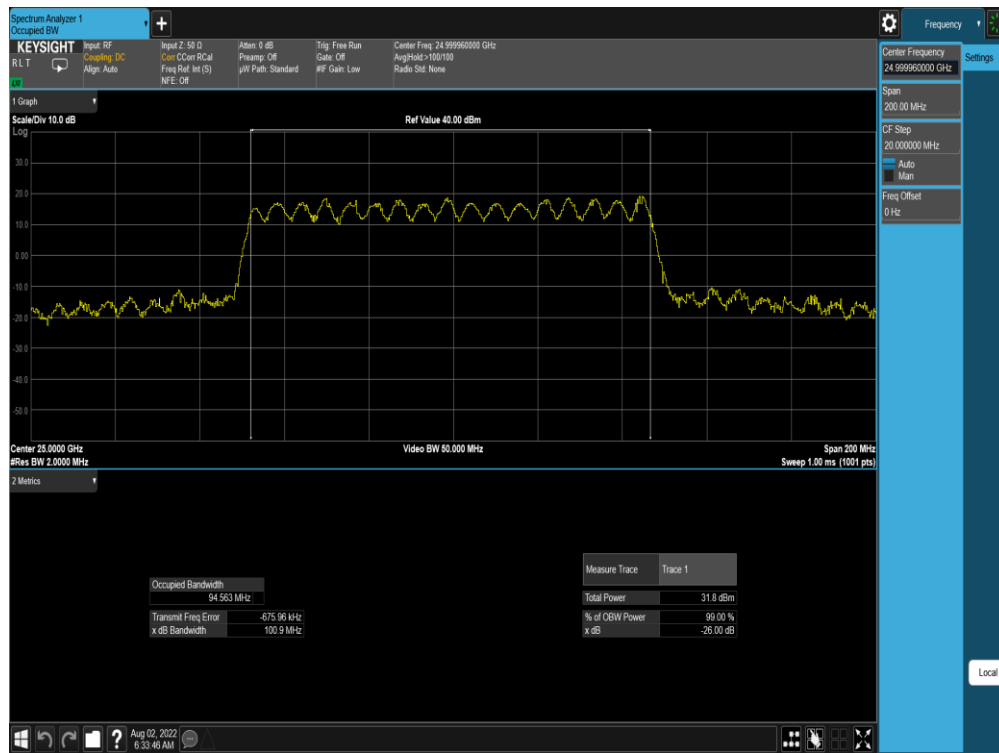 Spectrum Analyzer 1
Occupied BW
+
Frequency
KEYSIGHT
RLT
LXI
Input: RF
Coupling: DC
Align: Auto
Input Z: 50 Ω
Corr CCorr RCal
Freq Ref: Int (S)
NFE: Off
Atten: 0 dB
Preamp: Off
µW Path: Standard
Trig: Free Run
Gate: Off
#IF Gain: Low
Center Freq: 24.999960000 GHz
Avg|Hold:>100/100
Radio Std: None
Center Frequency
24.999960000 GHz
Settings
Span
200.00 MHz
CF Step
20.000000 MHz
Auto
Man
Freq Offset
0 Hz
1 Graph
Scale/Div 10.0 dB
Ref Value 40.00 dBm
Log
30.0
20.0
10.0
0.00
-10.0
-20.0
-30.0
-40.0
-50.0
Center 25.0000 GHz
Video BW 50.000 MHz
Span 200 MHz
#Res BW 2.0000 MHz
Sweep 1.00 ms (1001 pts)
2 Metrics
Occupied Bandwidth
94.563 MHz
Transmit Freq Error -675.96 kHz
x dB Bandwidth 100.9 MHz
Measure Trace Trace 1
Total Power 31.8 dBm
% of OBW Power 99.00 %
x dB -26.00 dB
Local
?
Aug 02, 2022
6:33:46 AM